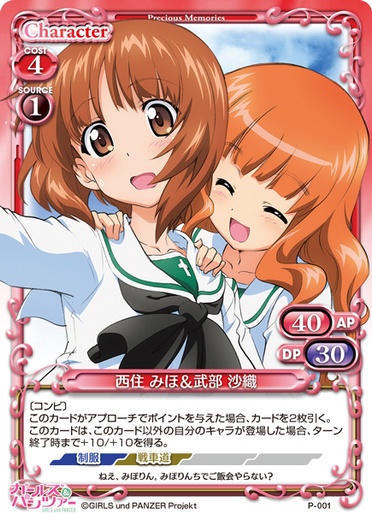 Precious Memories
Character
COST
4
SOURCE
1
40 AP
DP 30
西住 みほ&武部 沙織
[コンビ]
このカードがアプローチでポイントを与えた場合、カードを2枚引く。
このカードは、このカード以外の自分のキャラが登場した場合、ターン
終了時まで+10/+10を得る。
制服 戦車道
ねえ、みぽりん。みぽりんちでご飯会やらない?
ガールズ&パンツァー
GIRLS und PANZER
©GIRLS und PANZER Projekt
P-001